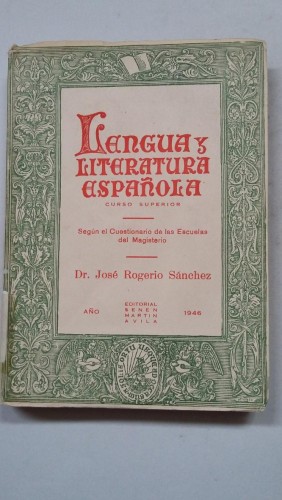 LENGUA Y
LITERATURA
ESPAÑOLA
CURSO SUPERIOR
Según el Cuestionario de las Escuelas
del Magisterio
Dr. José Rogerio Sánchez
AÑO
EDITORIAL
SENEN
MARTIN
AVILA
1946